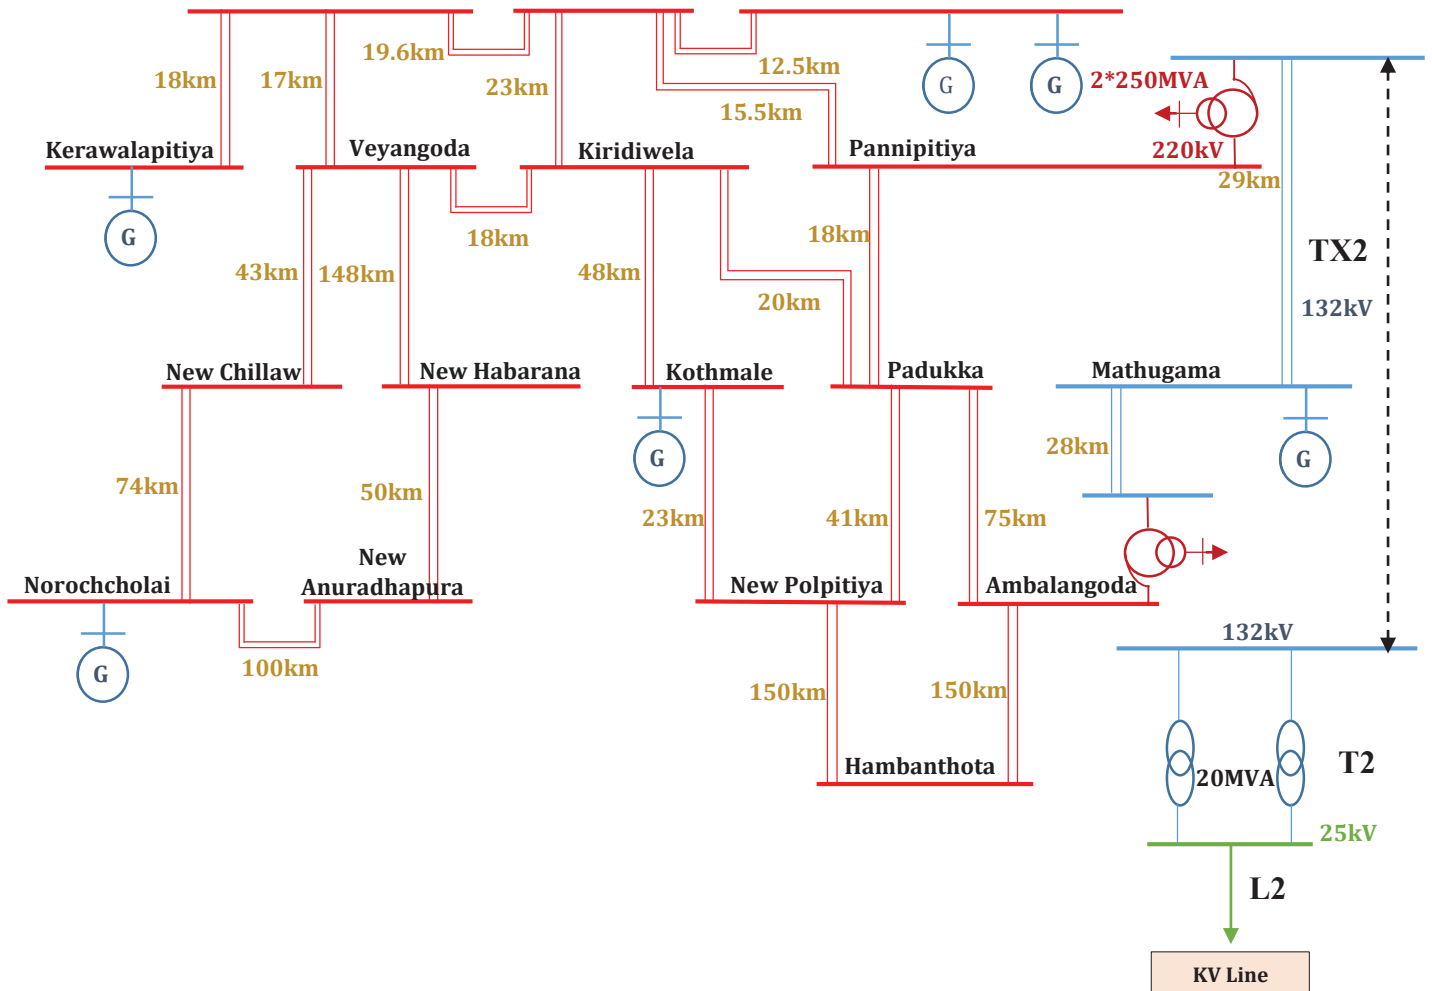 19.6km
12.5km
18km
17km
23km
2*250MVA
G
G
15.5km
Kerawalapitiya
Veyangoda
Kiridiwela
Pannipitiya
220kV
29km
G
18km
18km
TX2
43km
148km
48km
20km
132kV
New Chillaw
New Habarana
Kothmale
Padukka
Mathugama
28km
G
G
74km
50km
23km
41km
75km
New
Anuradhapura
Norochcholai
New Polpitiya
Ambalangoda
132kV
G
100km
150km
150km
Hambanthota
T2
20MVA
25kV
L2
KV Line